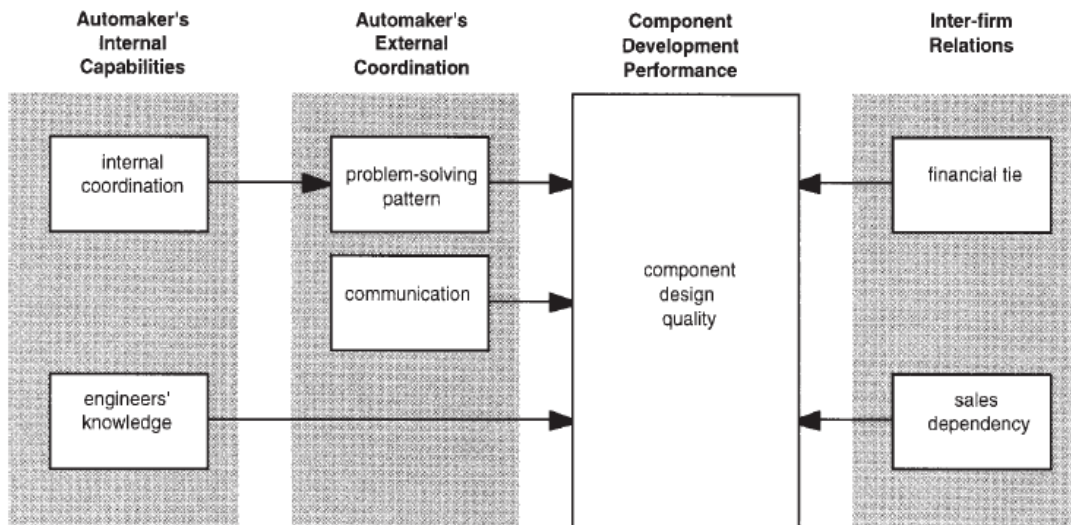 Automaker's
Internal
Capabilities
Automaker's
External
Coordination
Component
Development
Performance
Inter-firm
Relations
internal
coordination
problem-solving
pattern
communication
engineers'
knowledge
component
design
quality
financial tie
sales
dependency